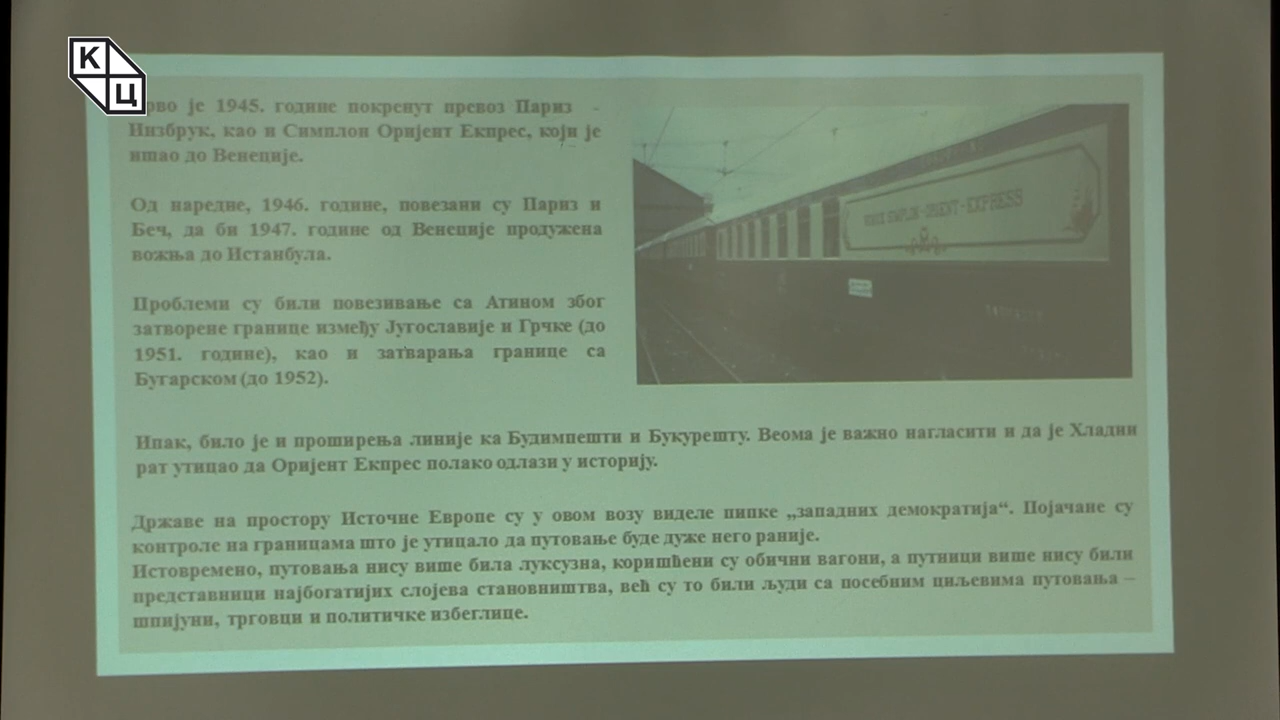 К
Ц
рво је 1945. године покренут превоз Париз -
Инзбрук, као и Симплон Оријент Екпрес, који је
ишао до Венеције.
Од наредне, 1946. године, повезани су Париз и
Беч, да би 1947. године од Венеције продужена
вожња до Истанбула.
Проблеми су били повезивање са Атином због
затворене границе између Југославије и Грчке (до
1951. године), као и затварања границе са
Бугарском (до 1952).
VENICE SIMPLON-ORIENT-EXPRESS
Ипак, било је и проширења линије ка Будимпешти и Букурешту. Веома је важно нагласити и да је Хладни
рат утицао да Оријент Екпрес полако одлази у историју.
Државе на простору Источне Европе су у овом возу виделе пипке „западних демократија“. Појачане су
контроле на границама што је утицало да путовање буде дуже него раније.
Истовремено, путовања нису више била луксузна, коришћени су обични вагони, а путници више нису били
представници најбогатијих слојева становништва, већ су то били људи са посебним циљевима путовања –
шпијуни, трговци и политичке избеглице.